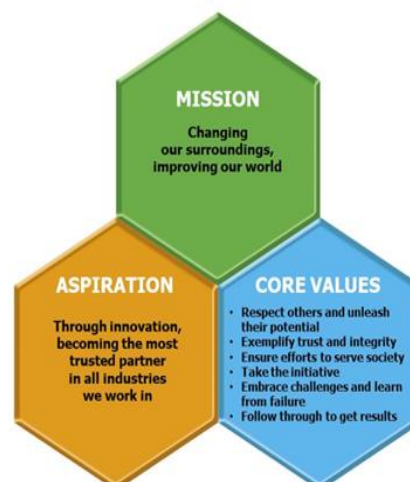 MISSION
Changing
our surroundings,
improving our world
ASPIRATION
Through innovation,
becoming the most
trusted partner
in all industries
we work in
CORE VALUES
· Respect others and unleash
their potential
· Exemplify trust and integrity
· Ensure efforts to serve society
· Take the initiative
· Embrace challenges and learn
from failure
· Follow through to get results